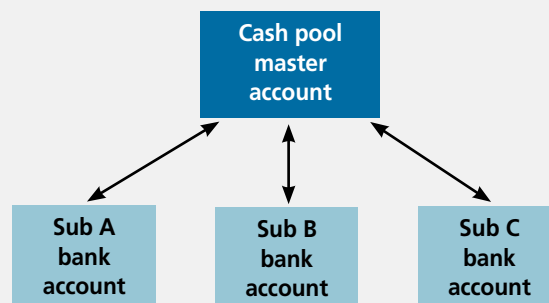 Cash pool
master
account
Sub A
bank
account
Sub B
bank
account
Sub C
bank
account